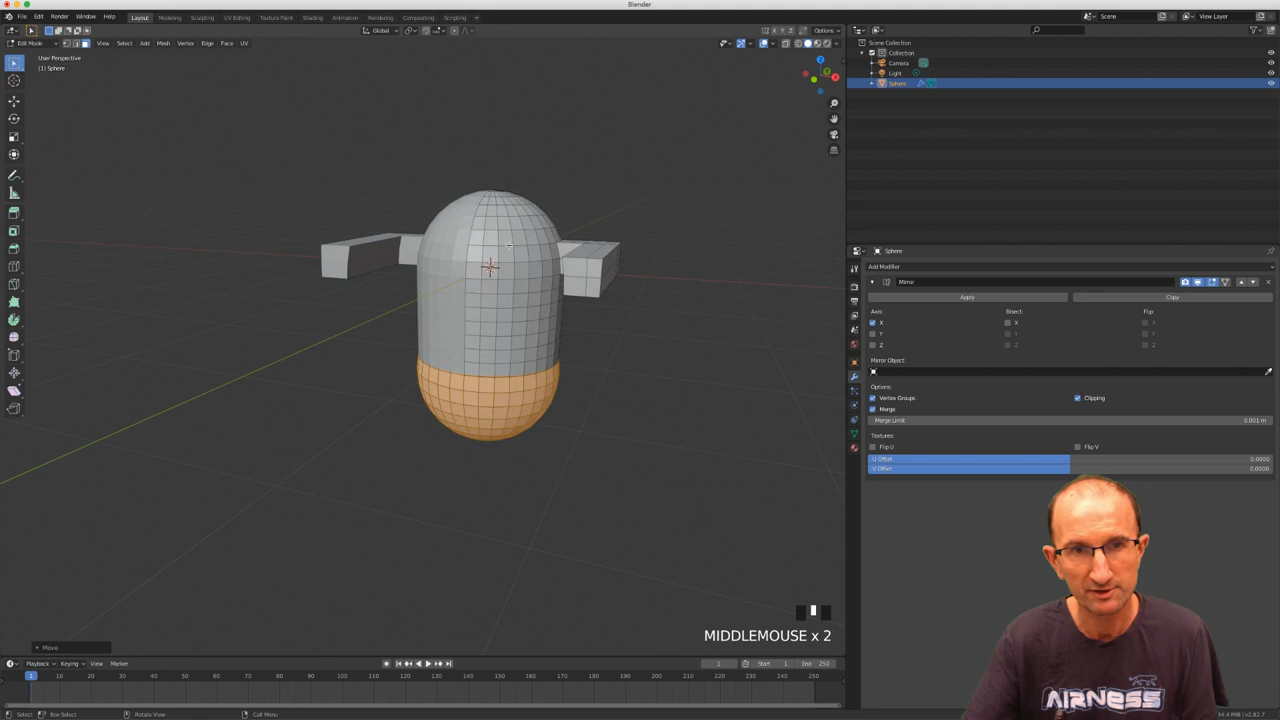 Blender
File Edit Render Window Help Layout Modeling Sculpting UV Editing Texture Paint Shading Animation Rendering Compositing Scripting + Scene View Layer
Global X Y Z Options
Edit Mode View Select Add Mesh Vertex Edge Face UV
User Perspective
(1) Sphere
Scene Collection
Collection
Camera
Light
Sphere
Sphere
Add Modifier
Mirror
Apply Copy
Axis: Bisect: Flip:
X X X
Y Y Y
Z Z Z
Mirror Object:
Options:
Vertex Groups Clipping
Merge
Merge Limit 0.001 m
Textures:
Flip U Flip V
U Offset 0.0000
V Offset 0.0000
MIDDLEMOUSE x 2
Move
Playback Keying View Marker 1 Start 1 End 250
1 10 20 30 40 50 60 70 80 90 100 110 120 130 140 150 160 170 180 190 200 210 220 230 240 250
Select Box Select Rotate View Call Menu v2.82.7
AIRNESS